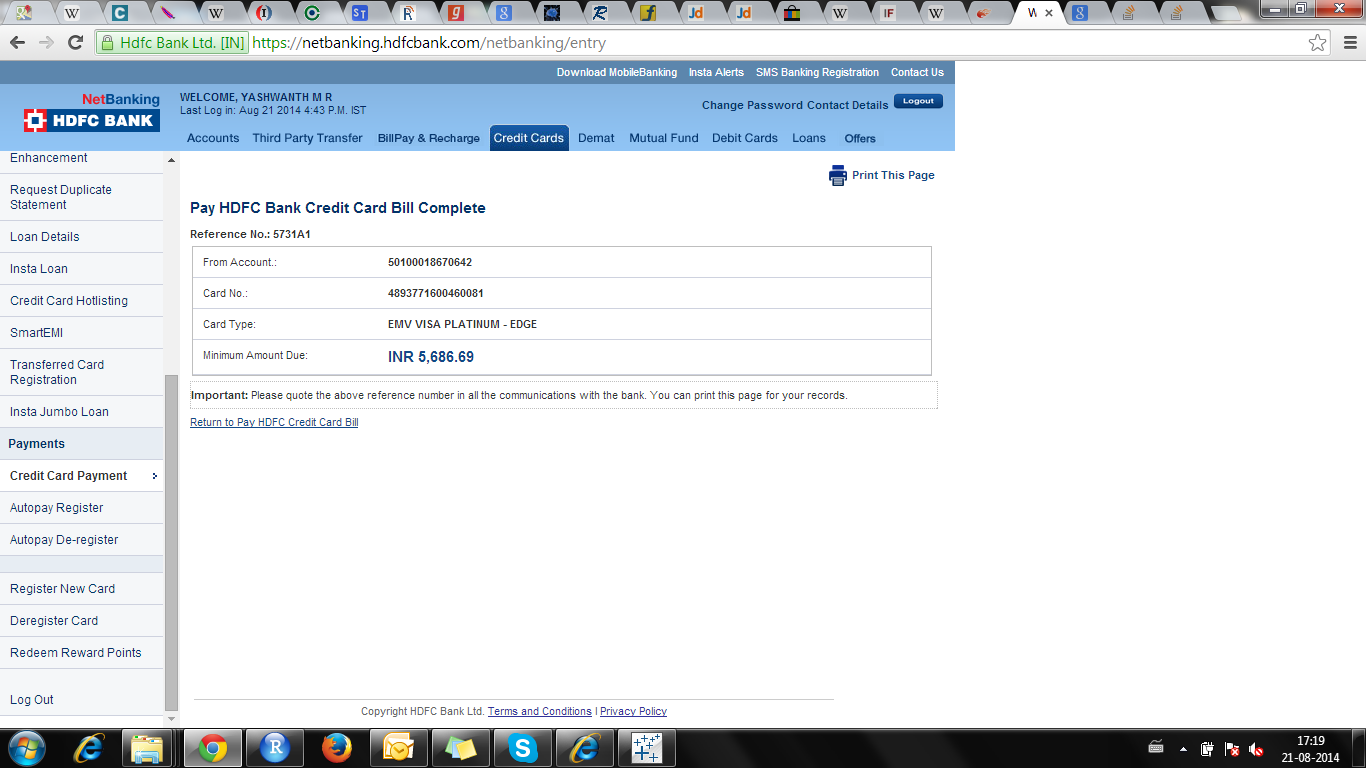 Hdfc Bank Ltd. [IN] https://netbanking.hdfcbank.com/netbanking/entry
Download MobileBanking Insta Alerts SMS Banking Registration Contact Us
NetBanking
HDFC BANK
WELCOME, YASHWANTH M R
Last Log in: Aug 21 2014 4:43 P.M. IST
Change Password Contact Details Logout
Accounts Third Party Transfer BillPay & Recharge Credit Cards Demat Mutual Fund Debit Cards Loans Offers
Enhancement
Request Duplicate
Statement
Loan Details
Insta Loan
Credit Card Hotlisting
SmartEMI
Transferred Card
Registration
Insta Jumbo Loan
Payments
Credit Card Payment
Autopay Register
Autopay De-register
Register New Card
Deregister Card
Redeem Reward Points
Log Out
Print This Page
Pay HDFC Bank Credit Card Bill Complete
Reference No.: 5731A1
From Account.: 50100018670642
Card No.: 4893771600460081
Card Type: EMV VISA PLATINUM - EDGE
Minimum Amount Due: INR 5,686.69
Important: Please quote the above reference number in all the communications with the bank. You can print this page for your records.
Return to Pay HDFC Credit Card Bill
Copyright HDFC Bank Ltd. Terms and Conditions | Privacy Policy
17:19
21-08-2014